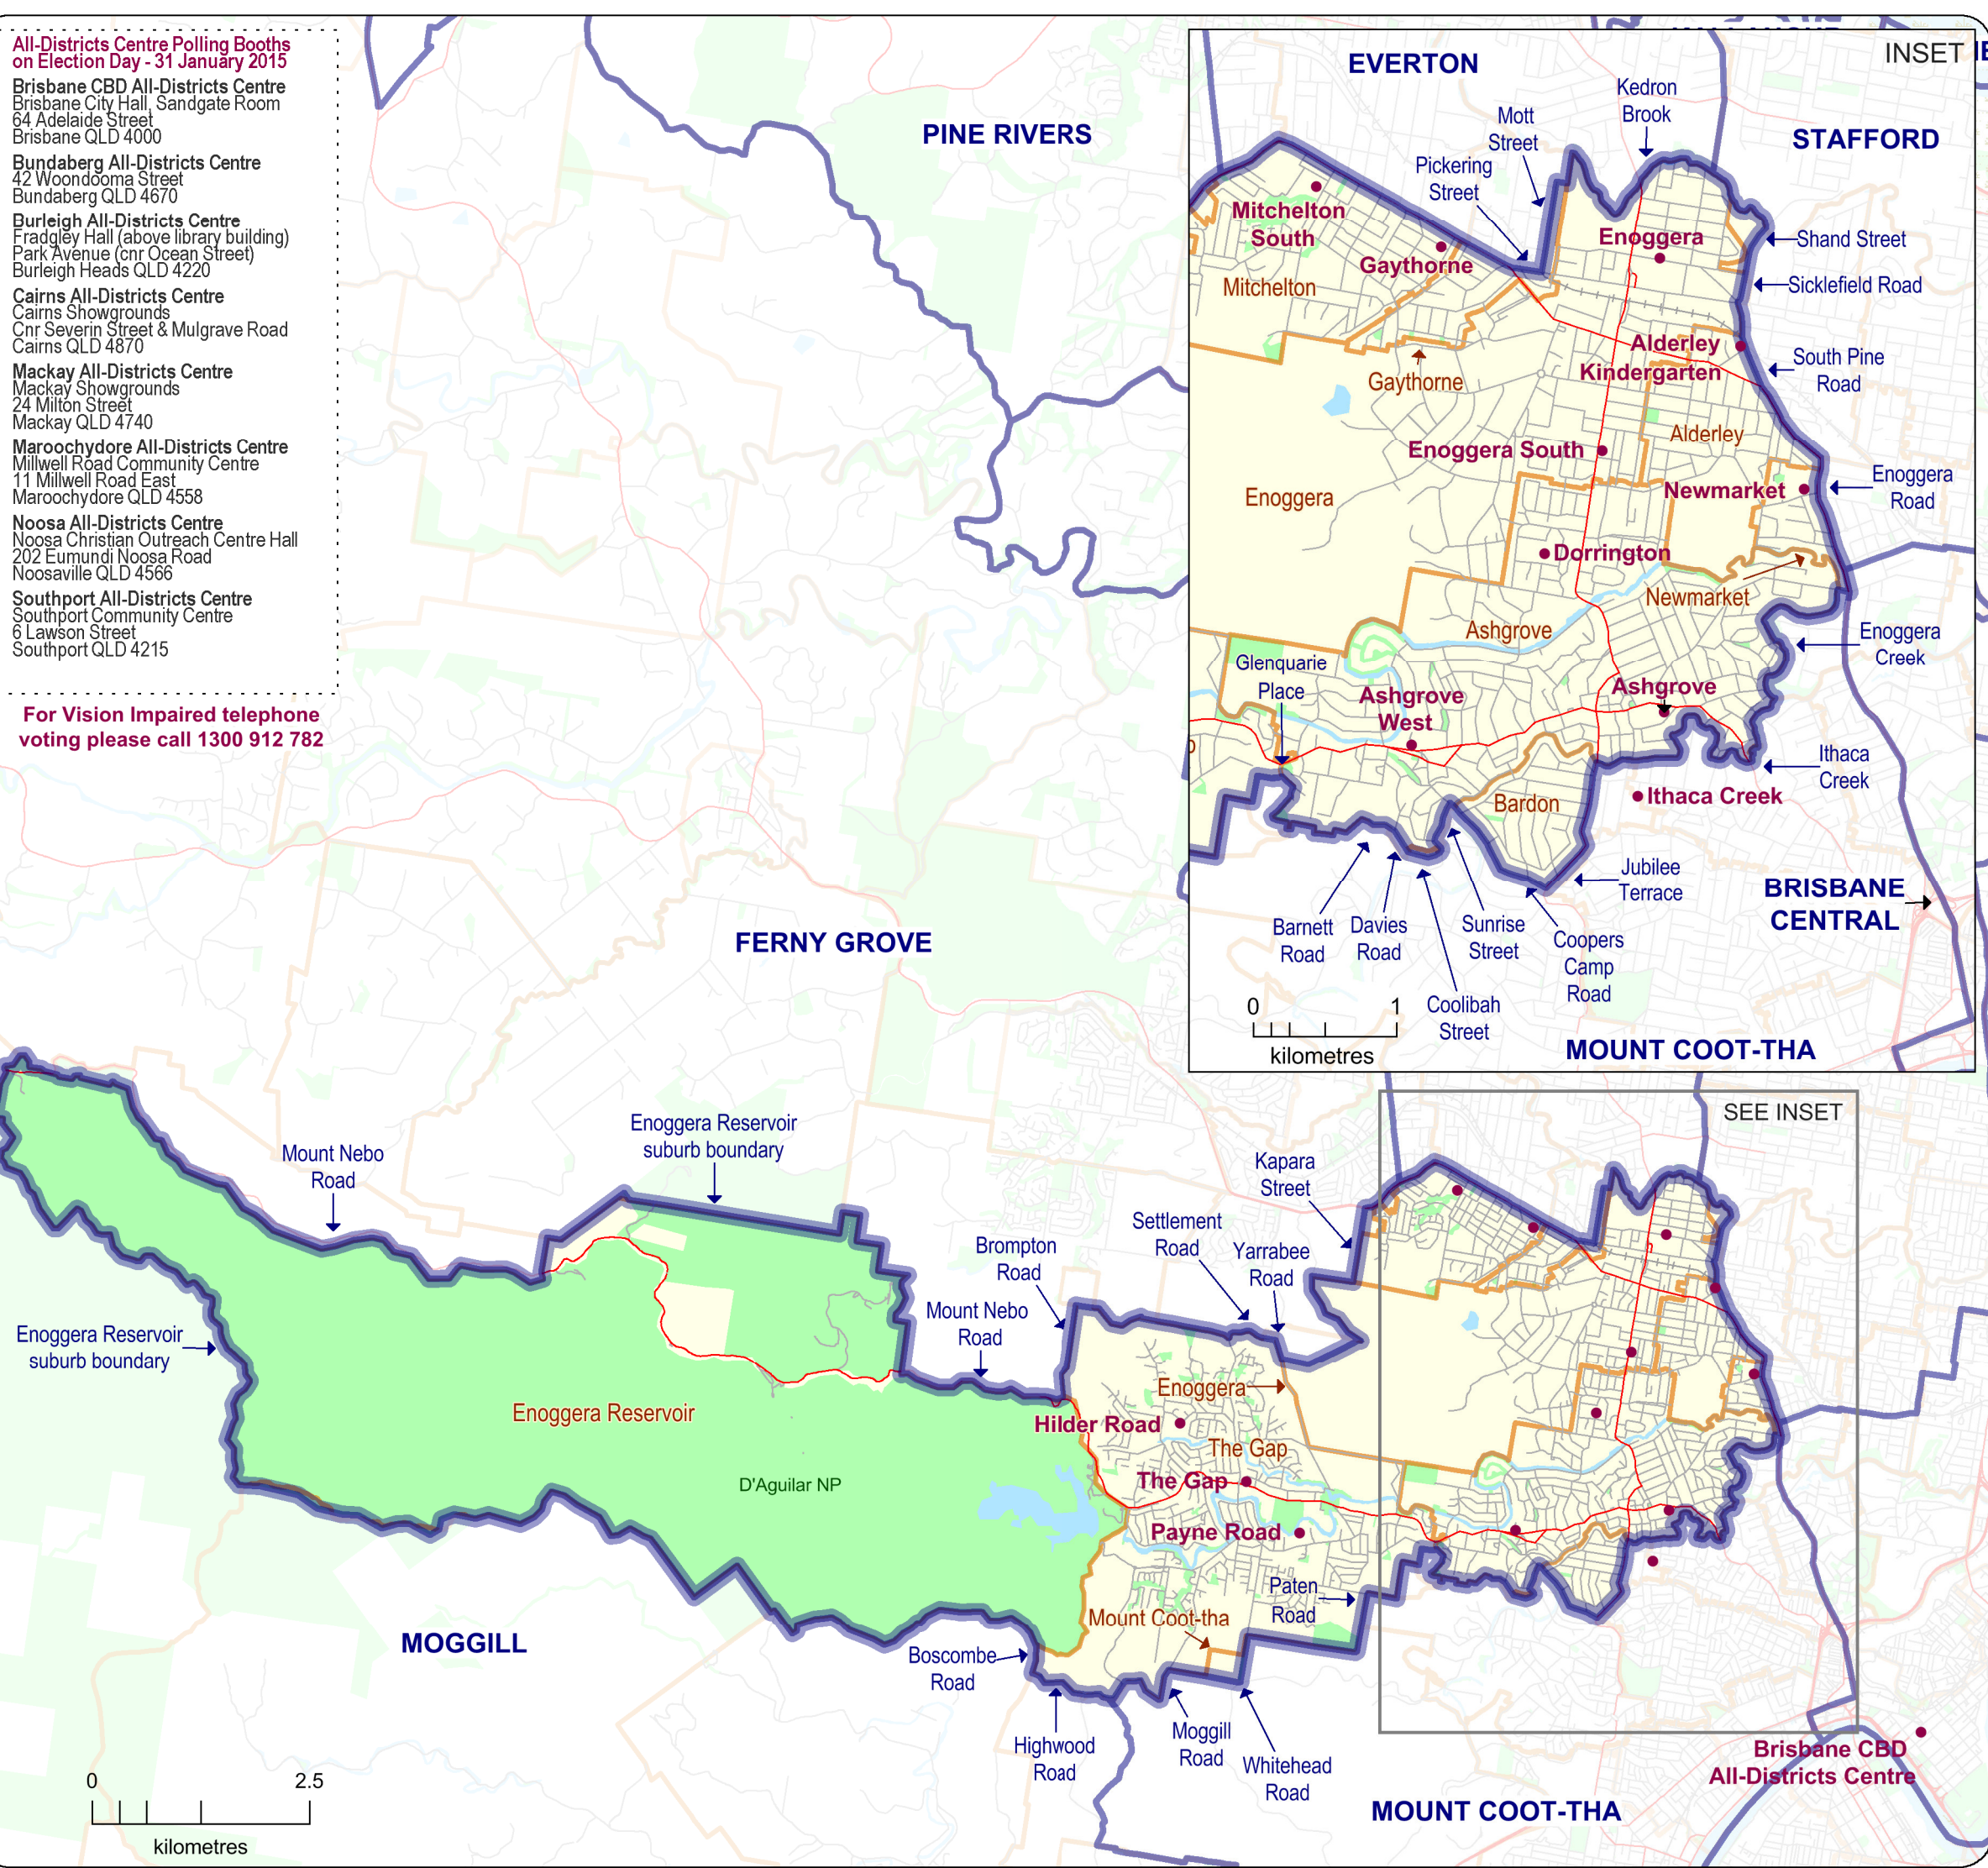 All-Districts Centre Polling Booths
on Election Day - 31 January 2015
Brisbane CBD All-Districts Centre
Brisbane City Hall, Sandgate Room
64 Adelaide Street
Brisbane QLD 4000
Bundaberg All-Districts Centre
42 Woondooma Street
Bundaberg QLD 4670
Burleigh All-Districts Centre
Fradgley Hall (above library building)
Park Avenue (cnr Ocean Street)
Burleigh Heads QLD 4220
Cairns All-Districts Centre
Cairns Showgrounds
Cnr Severin Street & Mulgrave Road
Cairns QLD 4870
Mackay All-Districts Centre
Mackay Showgrounds
24 Milton Street
Mackay QLD 4740
Maroochydore All-Districts Centre
Millwell Road Community Centre
11 Millwell Road East
Maroochydore QLD 4558
Noosa All-Districts Centre
Noosa Christian Outreach Centre Hall
202 Eumundi Noosa Road
Noosaville QLD 4566
Southport All-Districts Centre
Southport Community Centre
6 Lawson Street
Southport QLD 4215
For Vision Impaired telephone
voting please call 1300 912 782
PINE RIVERS
FERNY GROVE
INSET
EVERTON
Kedron
Brook
Mott
Street
STAFFORD
Pickering
Street
Mitchelton
South
Enoggera
Shand Street
Gaythorne
Mitchelton
Sicklefield Road
Alderley
Kindergarten
South Pine
Road
Gaythorne
Alderley
Enoggera South
Enoggera
Road
Newmarket
Enoggera
Dorrington
Newmarket
Ashgrove
Enoggera
Creek
Glenquarie
Place
Ashgrove
West
Ashgrove
Ithaca
Creek
Ithaca Creek
Bardon
Jubilee
Terrace
BRISBANE
CENTRAL
Barnett
Road
Davies
Road
Sunrise
Street
Coopers
Camp
Road
Coolibah
Street
0 1
kilometres
MOUNT COOT-THA
SEE INSET
Enoggera Reservoir
suburb boundary
Mount Nebo
Road
Kapara
Street
Settlement
Road
Yarrabee
Road
Brompton
Road
Mount Nebo
Road
Enoggera Reservoir
suburb boundary
Enoggera Reservoir
Enoggera
Hilder Road
The Gap
D'Aguilar NP
The Gap
Payne Road
Paten
Road
Mount Coot-tha
MOGGILL
Boscombe
Road
Highwood
Road
Moggill
Road
Whitehead
Road
Brisbane CBD
All-Districts Centre
0 2.5
kilometres
MOUNT COOT-THA